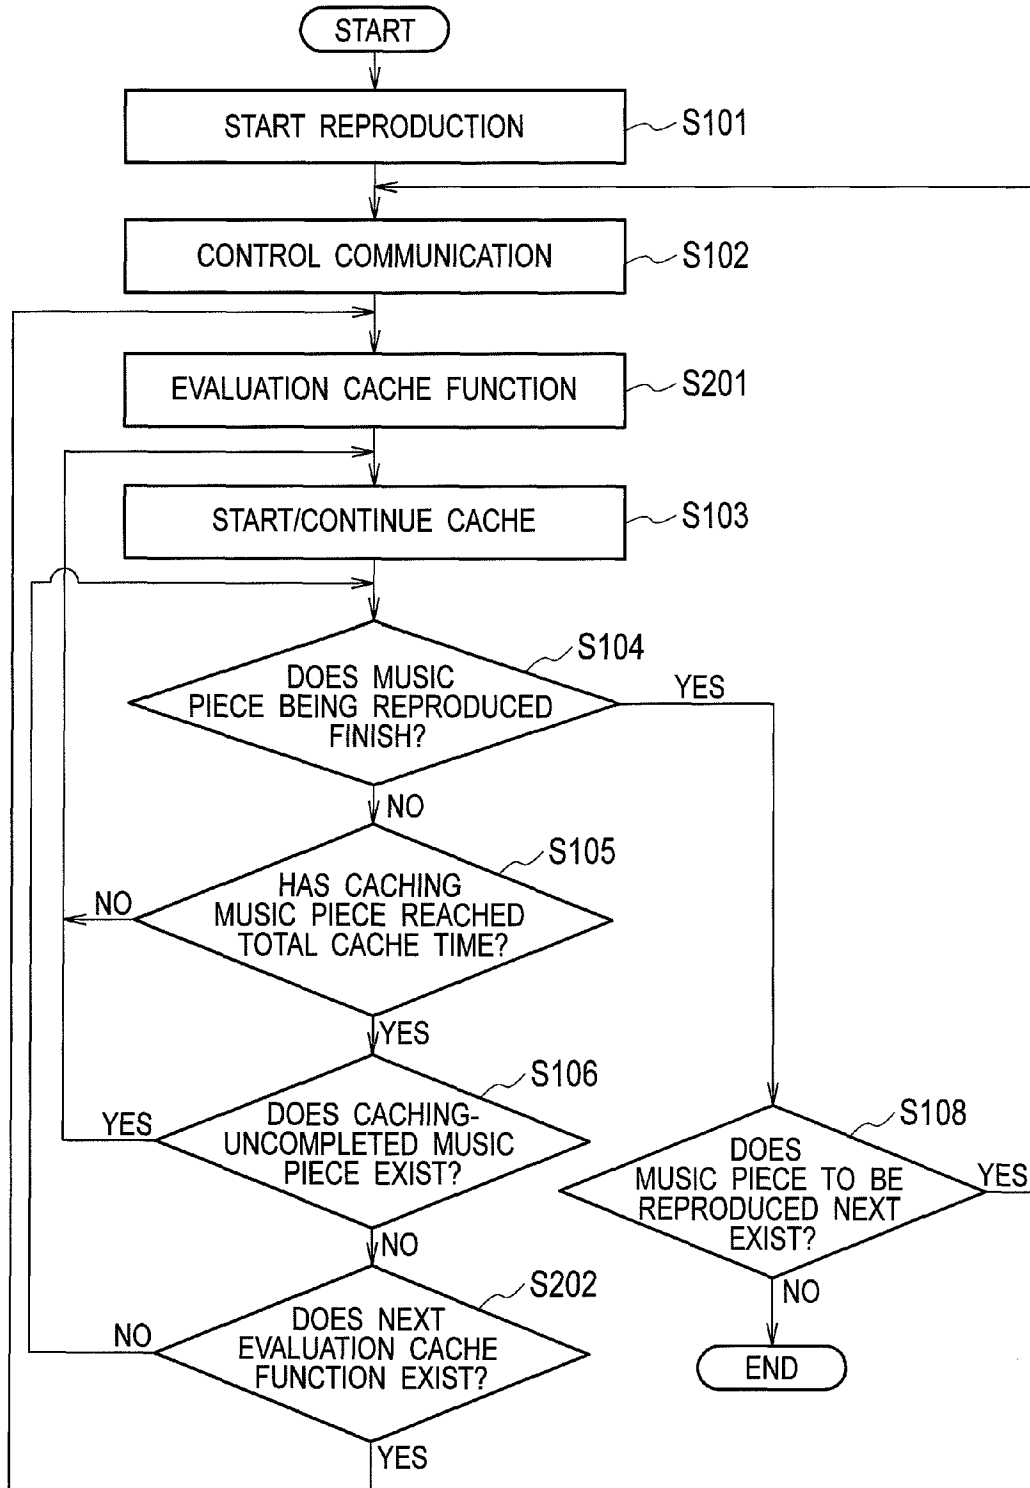 START
START REPRODUCTION
S101
CONTROL COMMUNICATION
S102
EVALUATION CACHE FUNCTION
S201
START/CONTINUE CACHE
S103
S104
DOES MUSIC
PIECE BEING REPRODUCED
FINISH?
YES
NO
S105
HAS CACHING
MUSIC PIECE REACHED
TOTAL CACHE TIME?
NO
YES
S106
DOES CACHING-
UNCOMPLETED MUSIC
PIECE EXIST?
YES
NO
S108
DOES
MUSIC PIECE TO BE
REPRODUCED NEXT
EXIST?
YES
NO
END
S202
DOES NEXT
EVALUATION CACHE
FUNCTION EXIST?
NO
YES